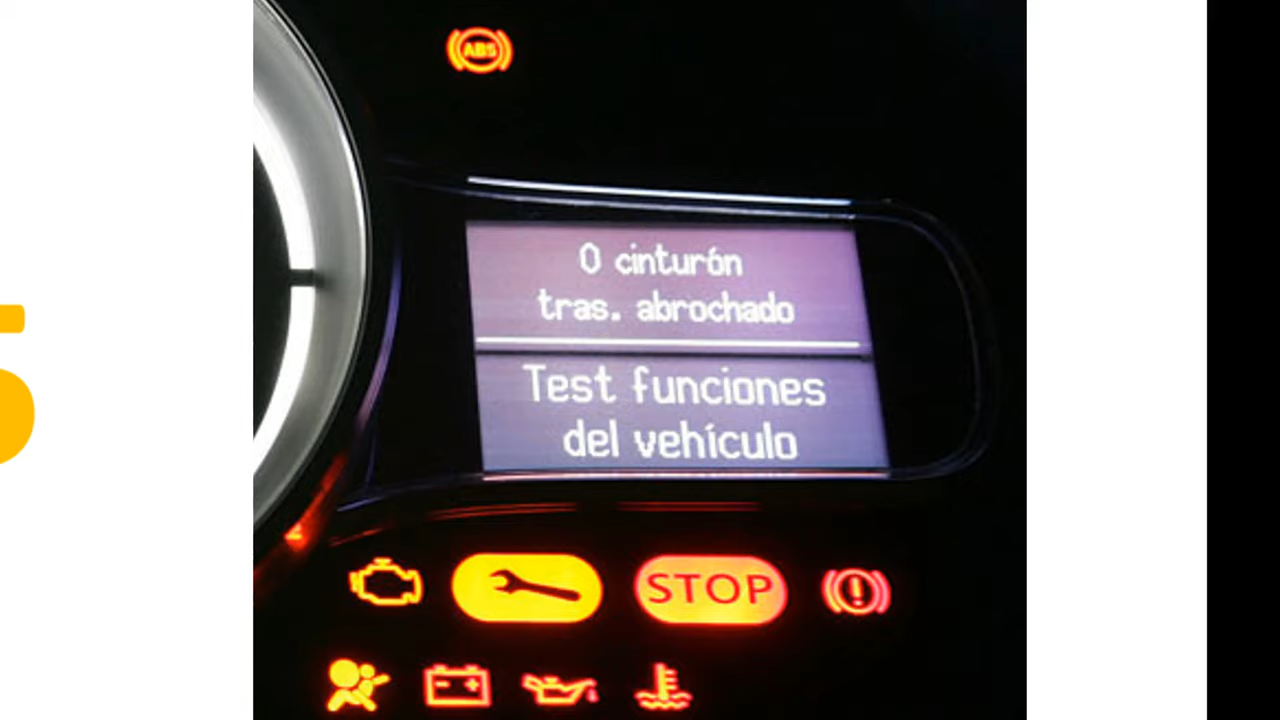 ABS
0 cinturón
tras. abrochado
Test funciones
del vehículo
STOP